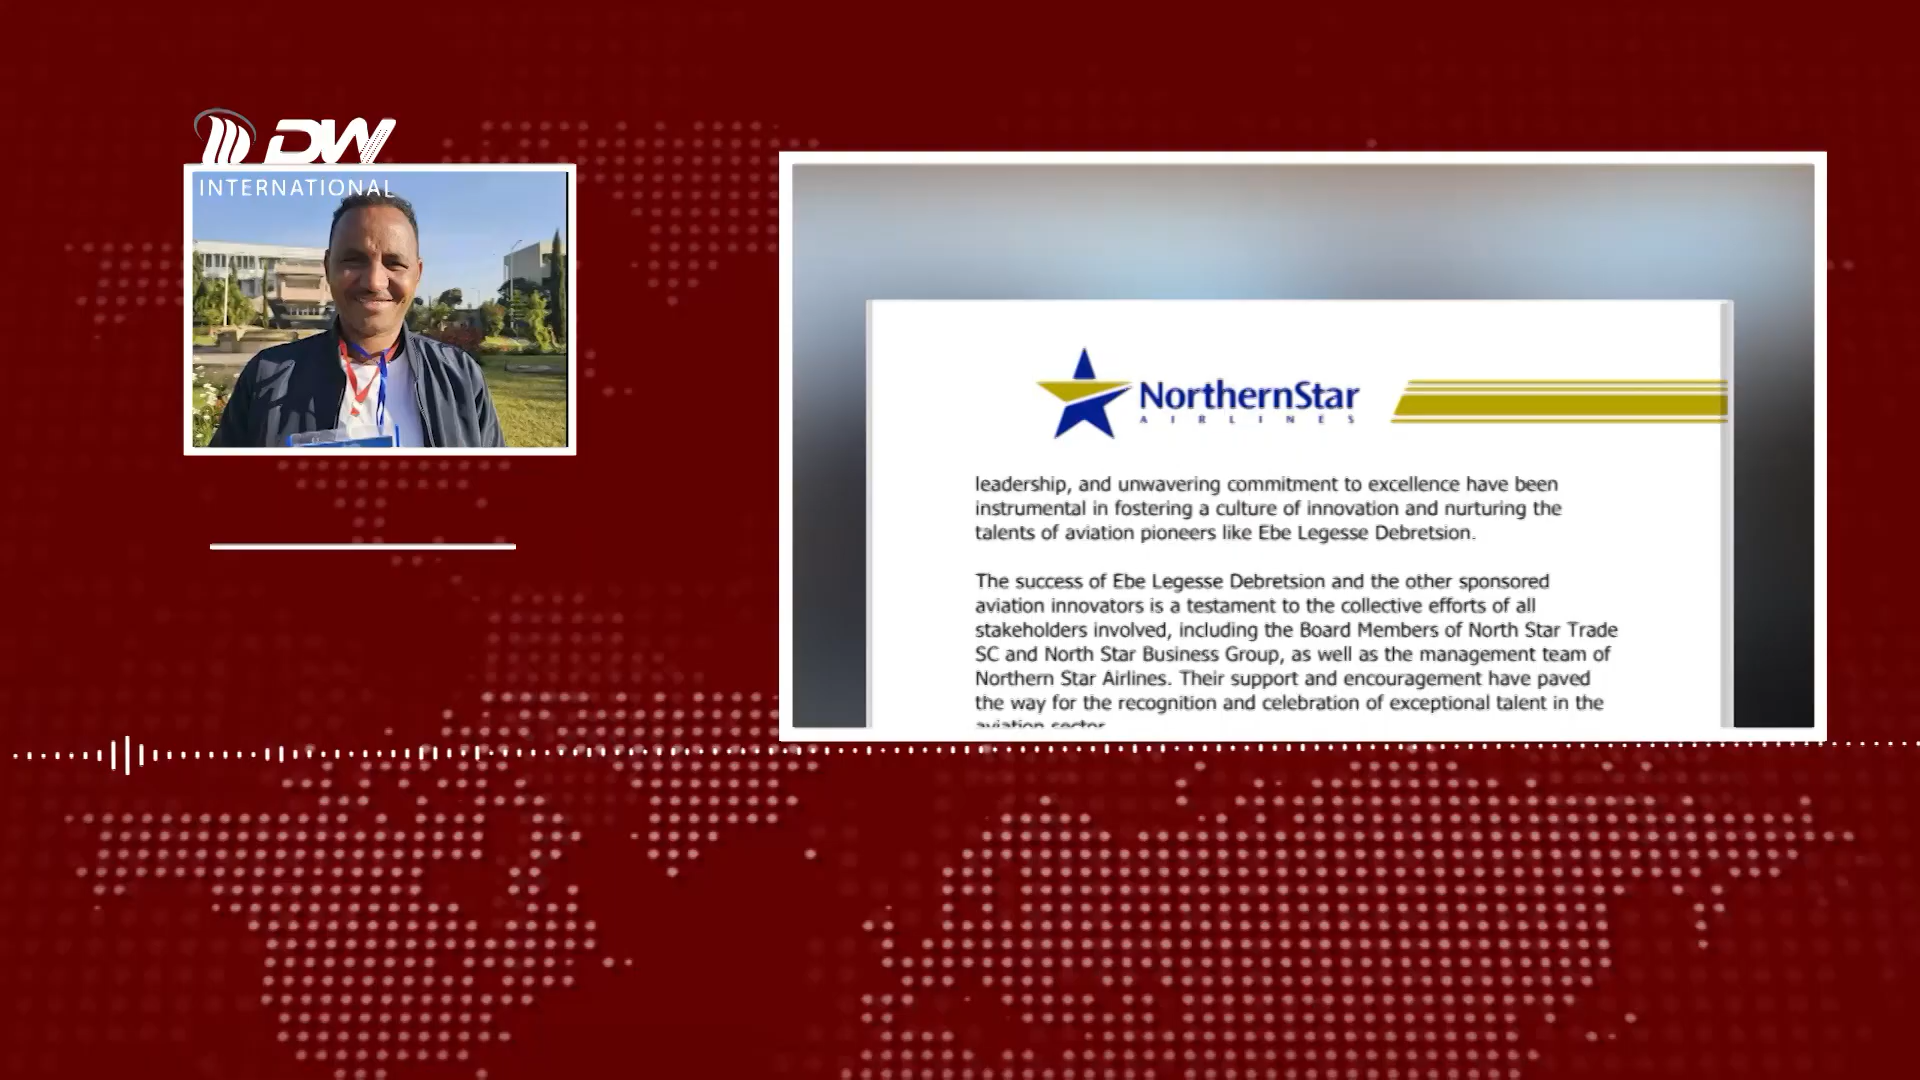 DW
INTERNATIONAL
NorthernStar
AIRLINES
leadership, and unwavering commitment to excellence have been
instrumental in fostering a culture of innovation and nurturing the
talents of aviation pioneers like Ebe Legesse Debretsion.
The success of Ebe Legesse Debretsion and the other sponsored
aviation innovators is a testament to the collective efforts of all
stakeholders involved, including the Board Members of North Star Trade
SC and North Star Business Group, as well as the management team of
Northern Star Airlines. Their support and encouragement have paved
the way for the recognition and celebration of exceptional talent in the
aviation sector